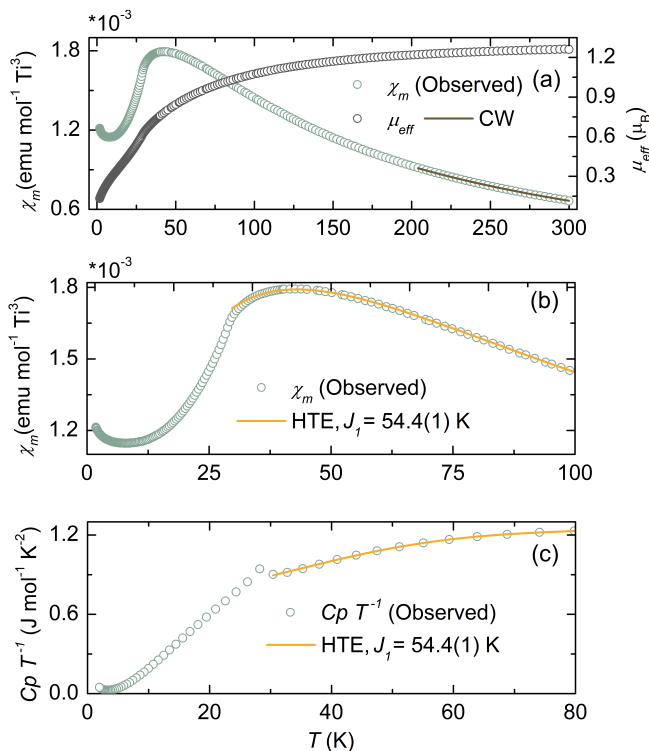 *10⁻³
1.8
1.2
0.6
χₘ(emu mol⁻¹ Ti³)
1.2
0.9
0.6
0.3
μ_eff (μ_B)
(a)
χₘ (Observed)
μ_eff CW
0 50 100 150 200 250 300
*10⁻³
1.8
1.5
1.2
χₘ(emu mol⁻¹ Ti³)
(b)
χₘ (Observed)
HTE, J₁ = 54.4(1) K
0 25 50 75 100
1.2
0.6
0.0
Cp T⁻¹ (J mol⁻¹ K⁻²)
(c)
Cp T⁻¹ (Observed)
HTE, J₁ = 54.4(1) K
0 20 40 60 80
T (K)